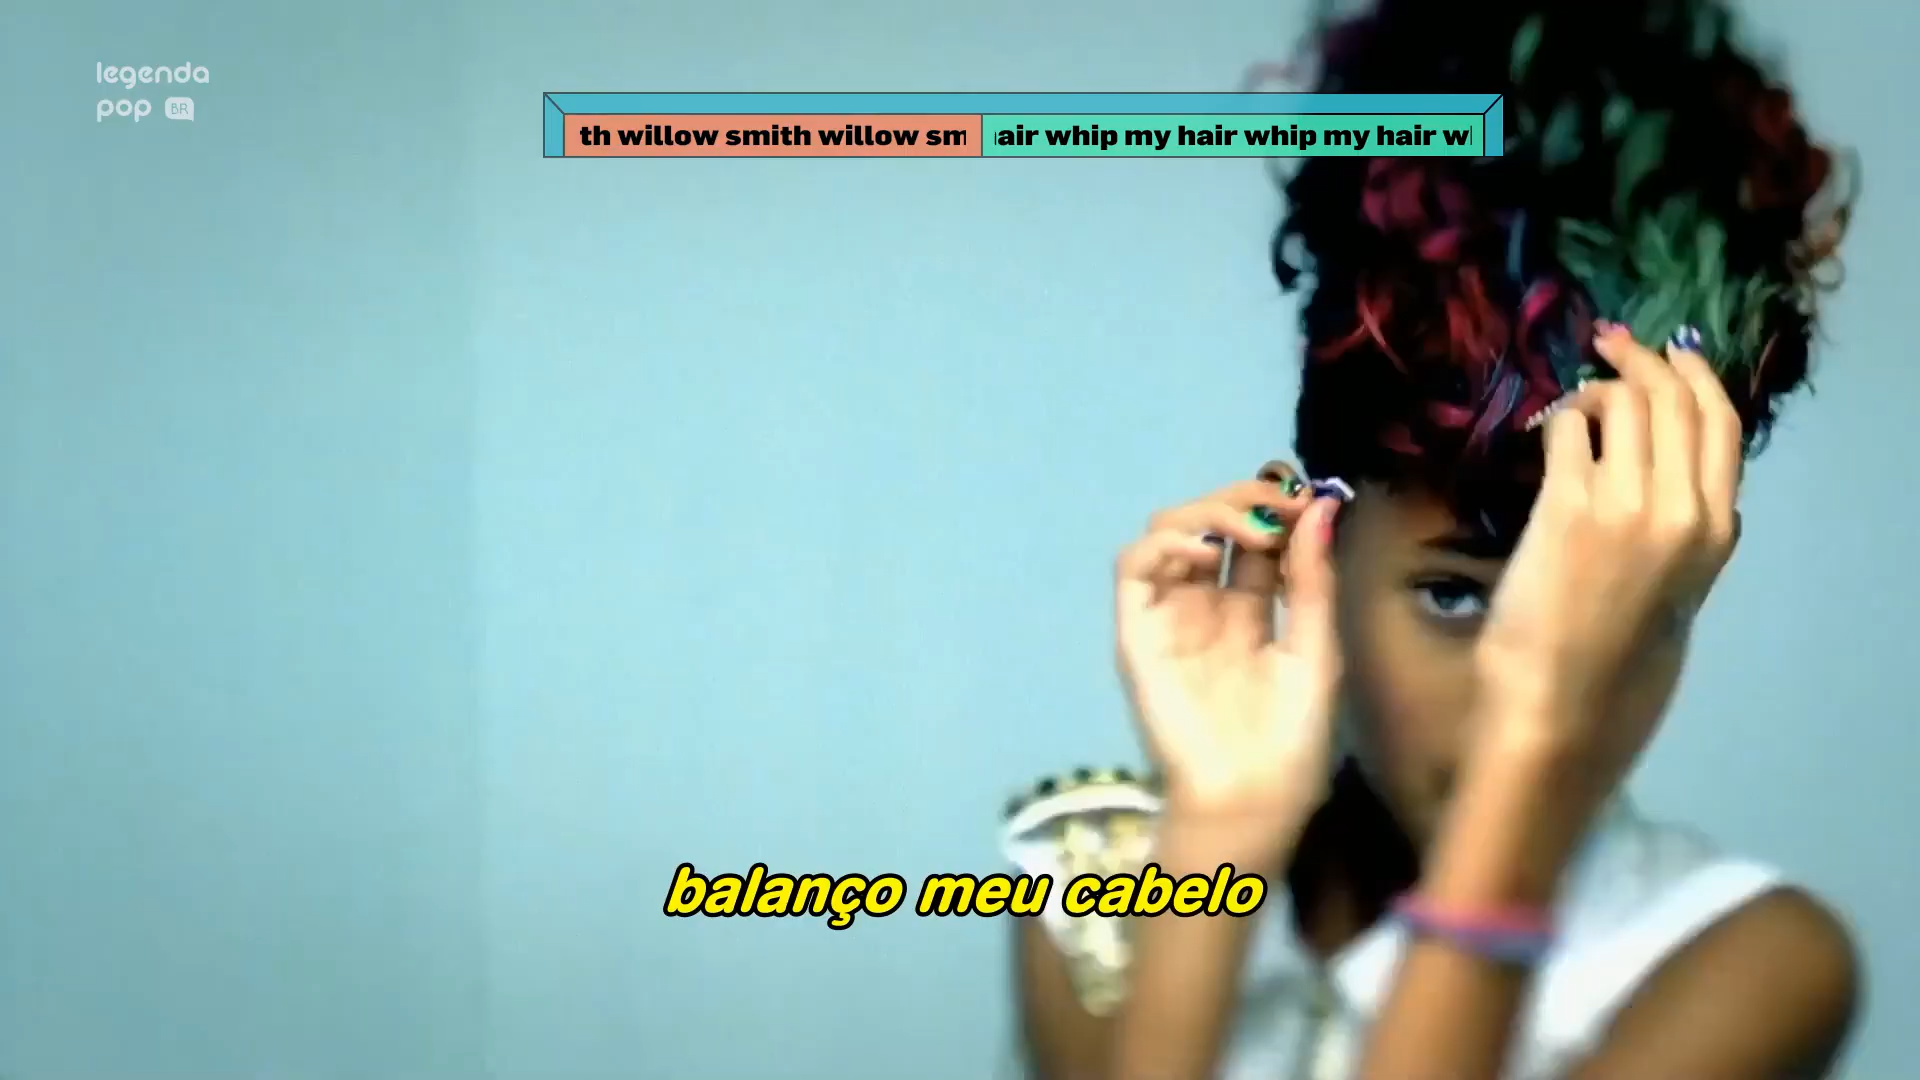 legenda
pop BR
th willow smith willow sm
air whip my hair whip my hair w
balanço meu cabelo